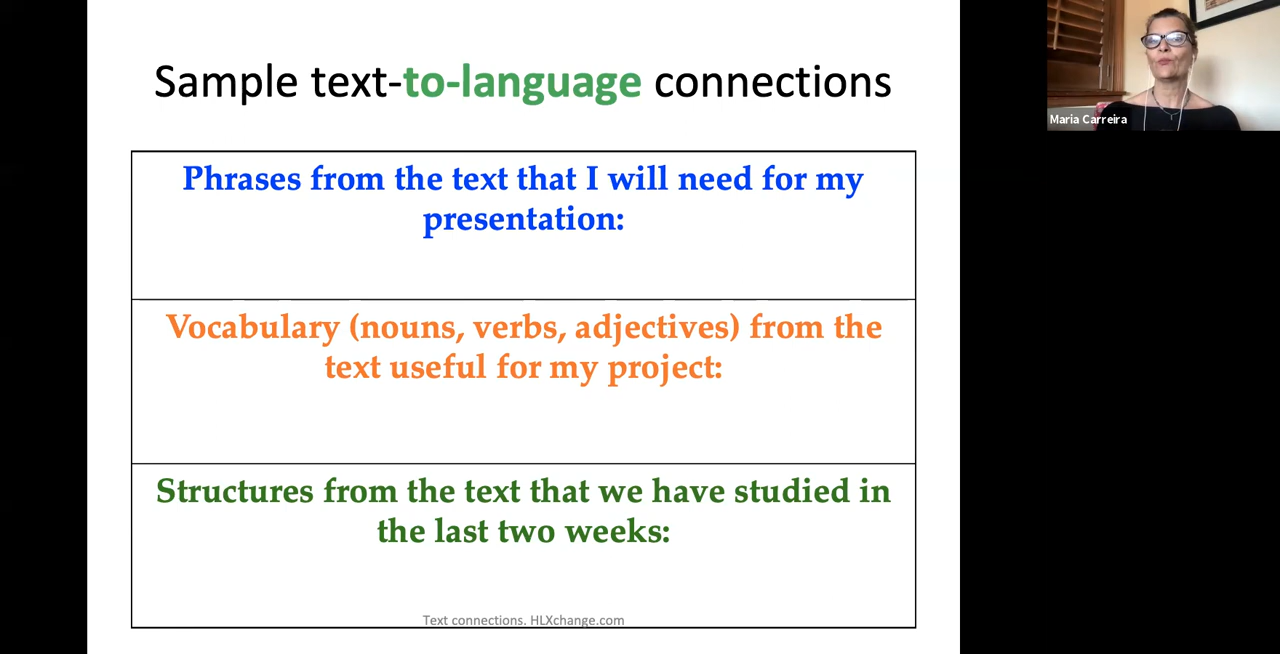 Sample text-to-language connections
Phrases from the text that I will need for my
presentation:
Vocabulary (nouns, verbs, adjectives) from the
text useful for my project:
Structures from the text that we have studied in
the last two weeks:
Text connections. HLXchange.com
Maria Carreira